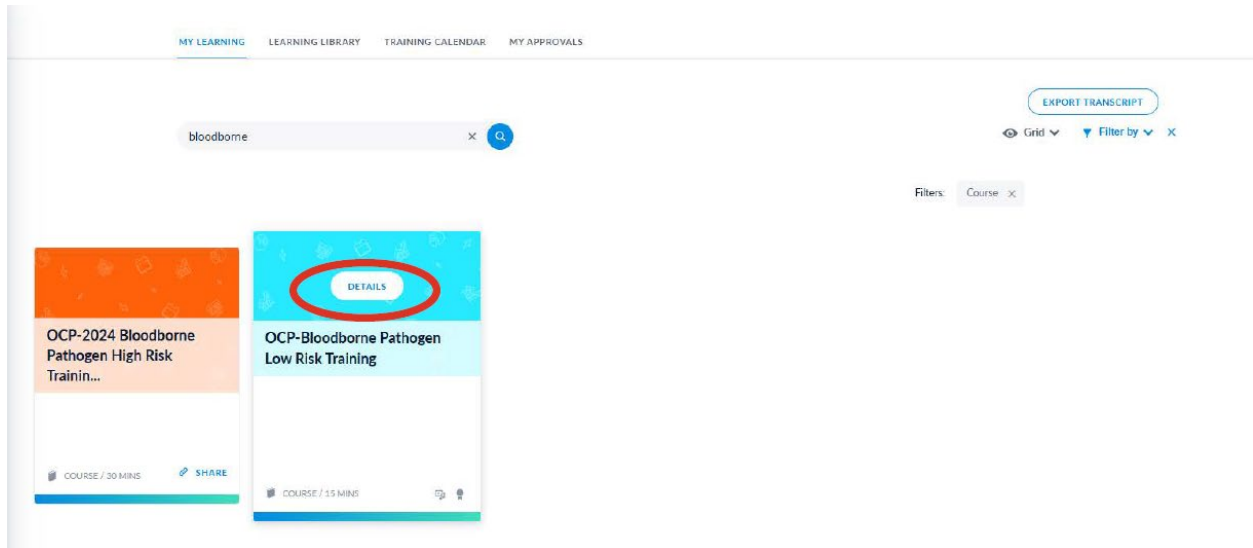 MY LEARNING LEARNING LIBRARY TRAINING CALENDAR MY APPROVALS
EXPORT TRANSCRIPT
bloodborne
Grid Filter by
Filters: Course
DETAILS
OCP-2024 Bloodborne
Pathogen High Risk
Trainin...
COURSE / 30 MINS SHARE
OCP-Bloodborne Pathogen
Low Risk Training
COURSE / 15 MINS